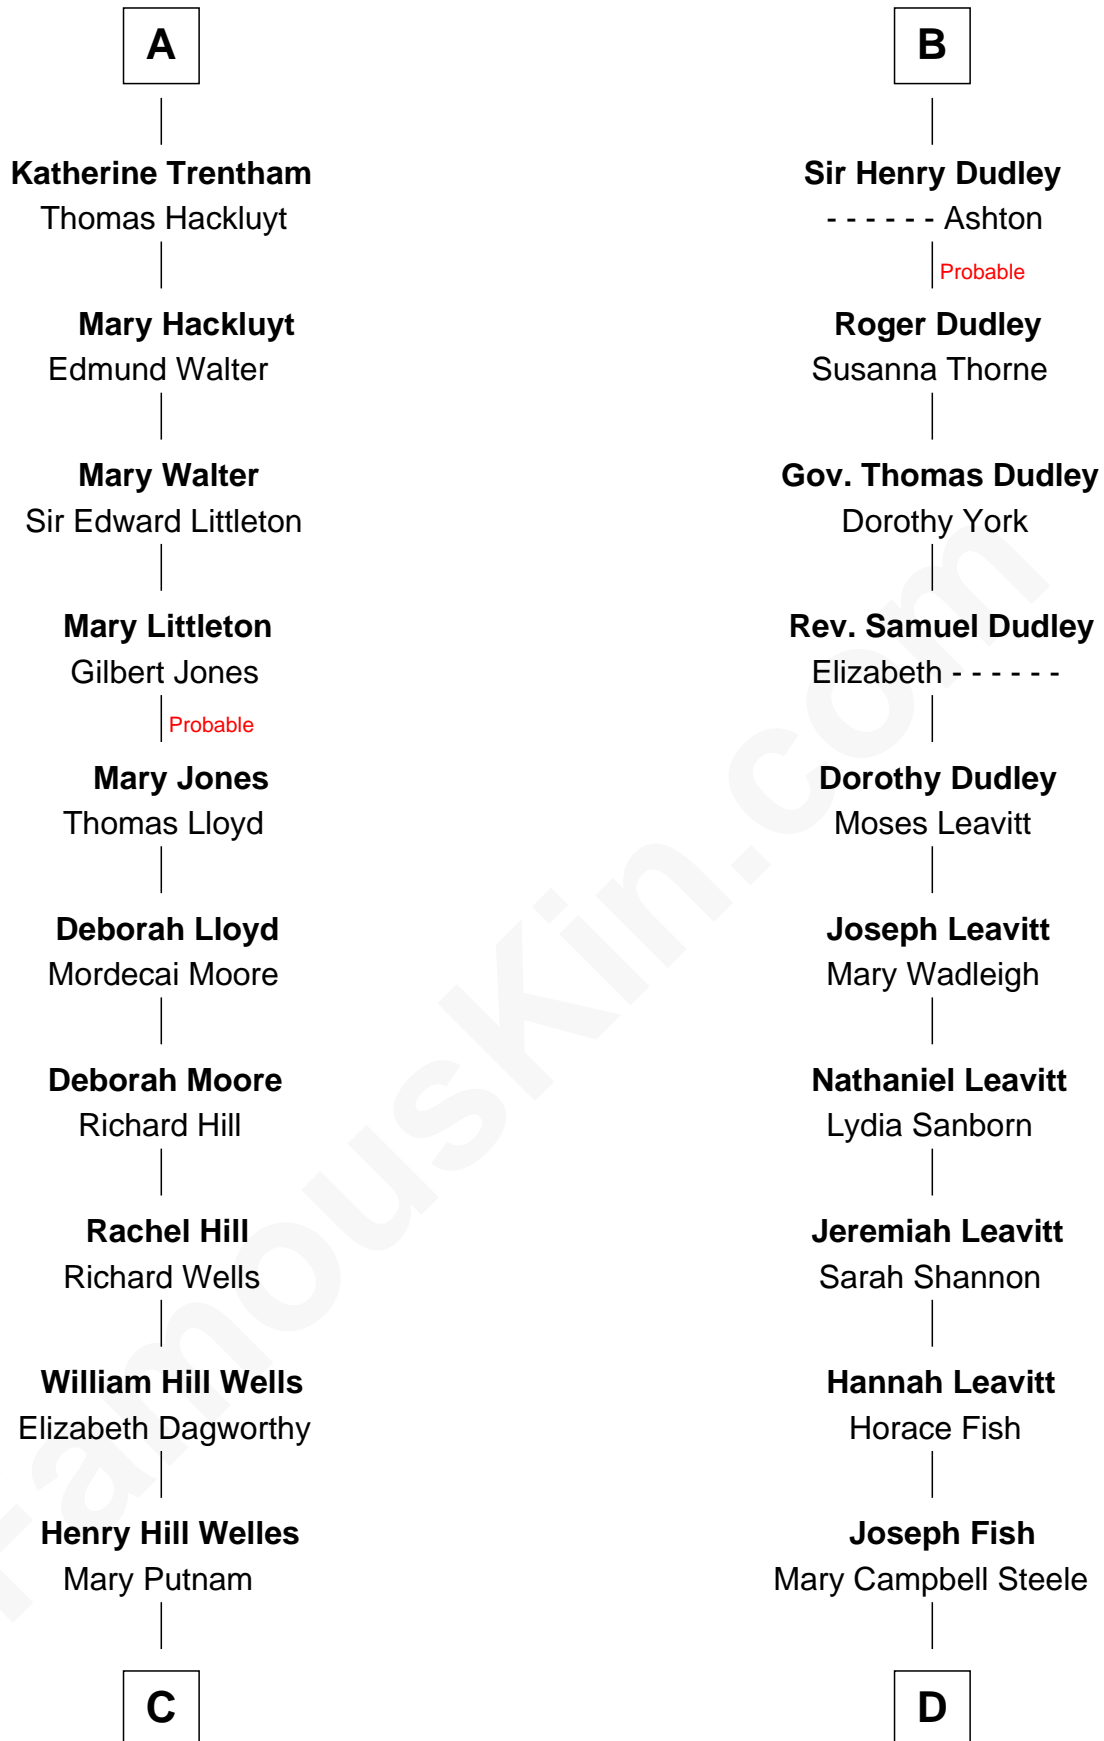 A
Katherine Trentham
Thomas Hackluyt
Mary Hackluyt
Edmund Walter
Mary Walter
Sir Edward Littleton
Mary Littleton
Gilbert Jones
Probable
Mary Jones
Thomas Lloyd
Deborah Lloyd
Mordecai Moore
Deborah Moore
Richard Hill
Rachel Hill
Richard Wells
William Hill Wells
Elizabeth Dagworthy
Henry Hill Welles
Mary Putnam
C
B
Sir Henry Dudley
- - - - - - Ashton
Probable
Roger Dudley
Susanna Thorne
Gov. Thomas Dudley
Dorothy York
Rev. Samuel Dudley
Elizabeth - - - - - -
Dorothy Dudley
Moses Leavitt
Joseph Leavitt
Mary Wadleigh
Nathaniel Leavitt
Lydia Sanborn
Jeremiah Leavitt
Sarah Shannon
Hannah Leavitt
Horace Fish
Joseph Fish
Mary Campbell Steele
D
FamousKin.com